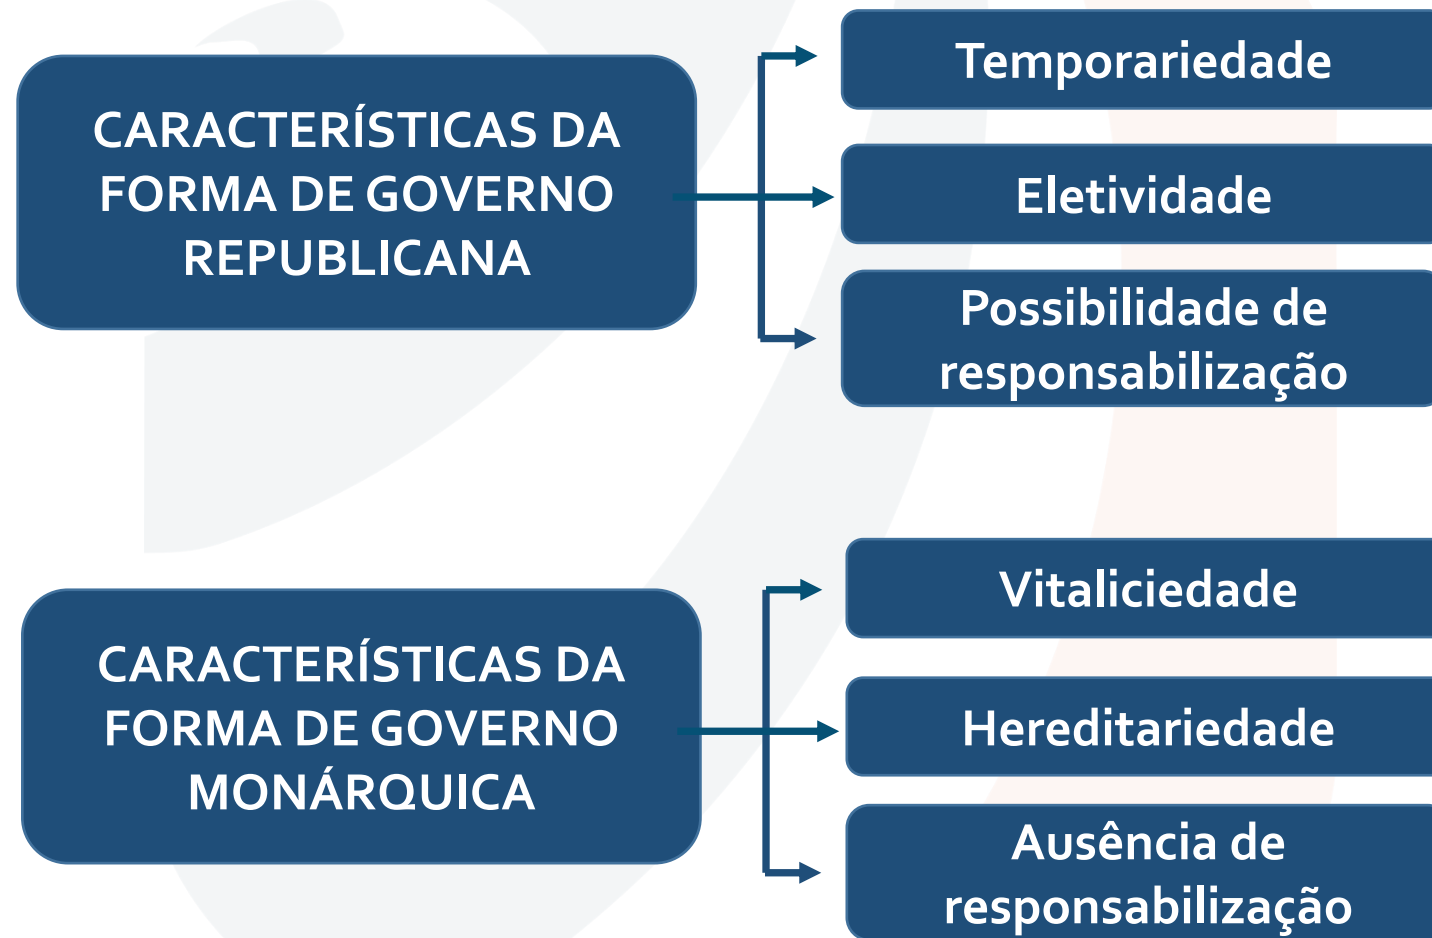 CARACTERÍSTICAS DA
FORMA DE GOVERNO
REPUBLICANA
Temporariedade
Eletividade
Possibilidade de
responsabilização
CARACTERÍSTICAS DA
FORMA DE GOVERNO
MONÁRQUICA
Vitaliciedade
Hereditariedade
Ausência de
responsabilização